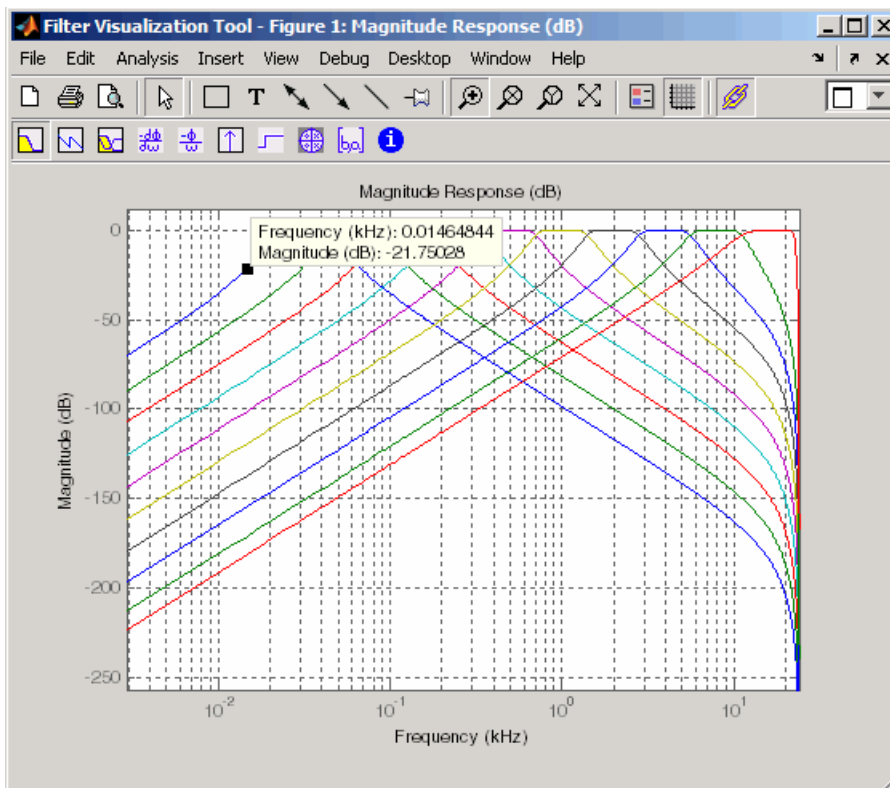 Filter Visualization Tool - Figure 1: Magnitude Response (dB)
File Edit Analysis Insert View Debug Desktop Window Help
T
-dΦ
dω
-Φ
ω
[b,a]
i
Magnitude Response (dB)
Frequency (kHz): 0.01464844
Magnitude (dB): -21.75028
0
-50
-100
-150
-200
-250
Magnitude (dB)
10⁻² 10⁻¹ 10⁰ 10¹
Frequency (kHz)